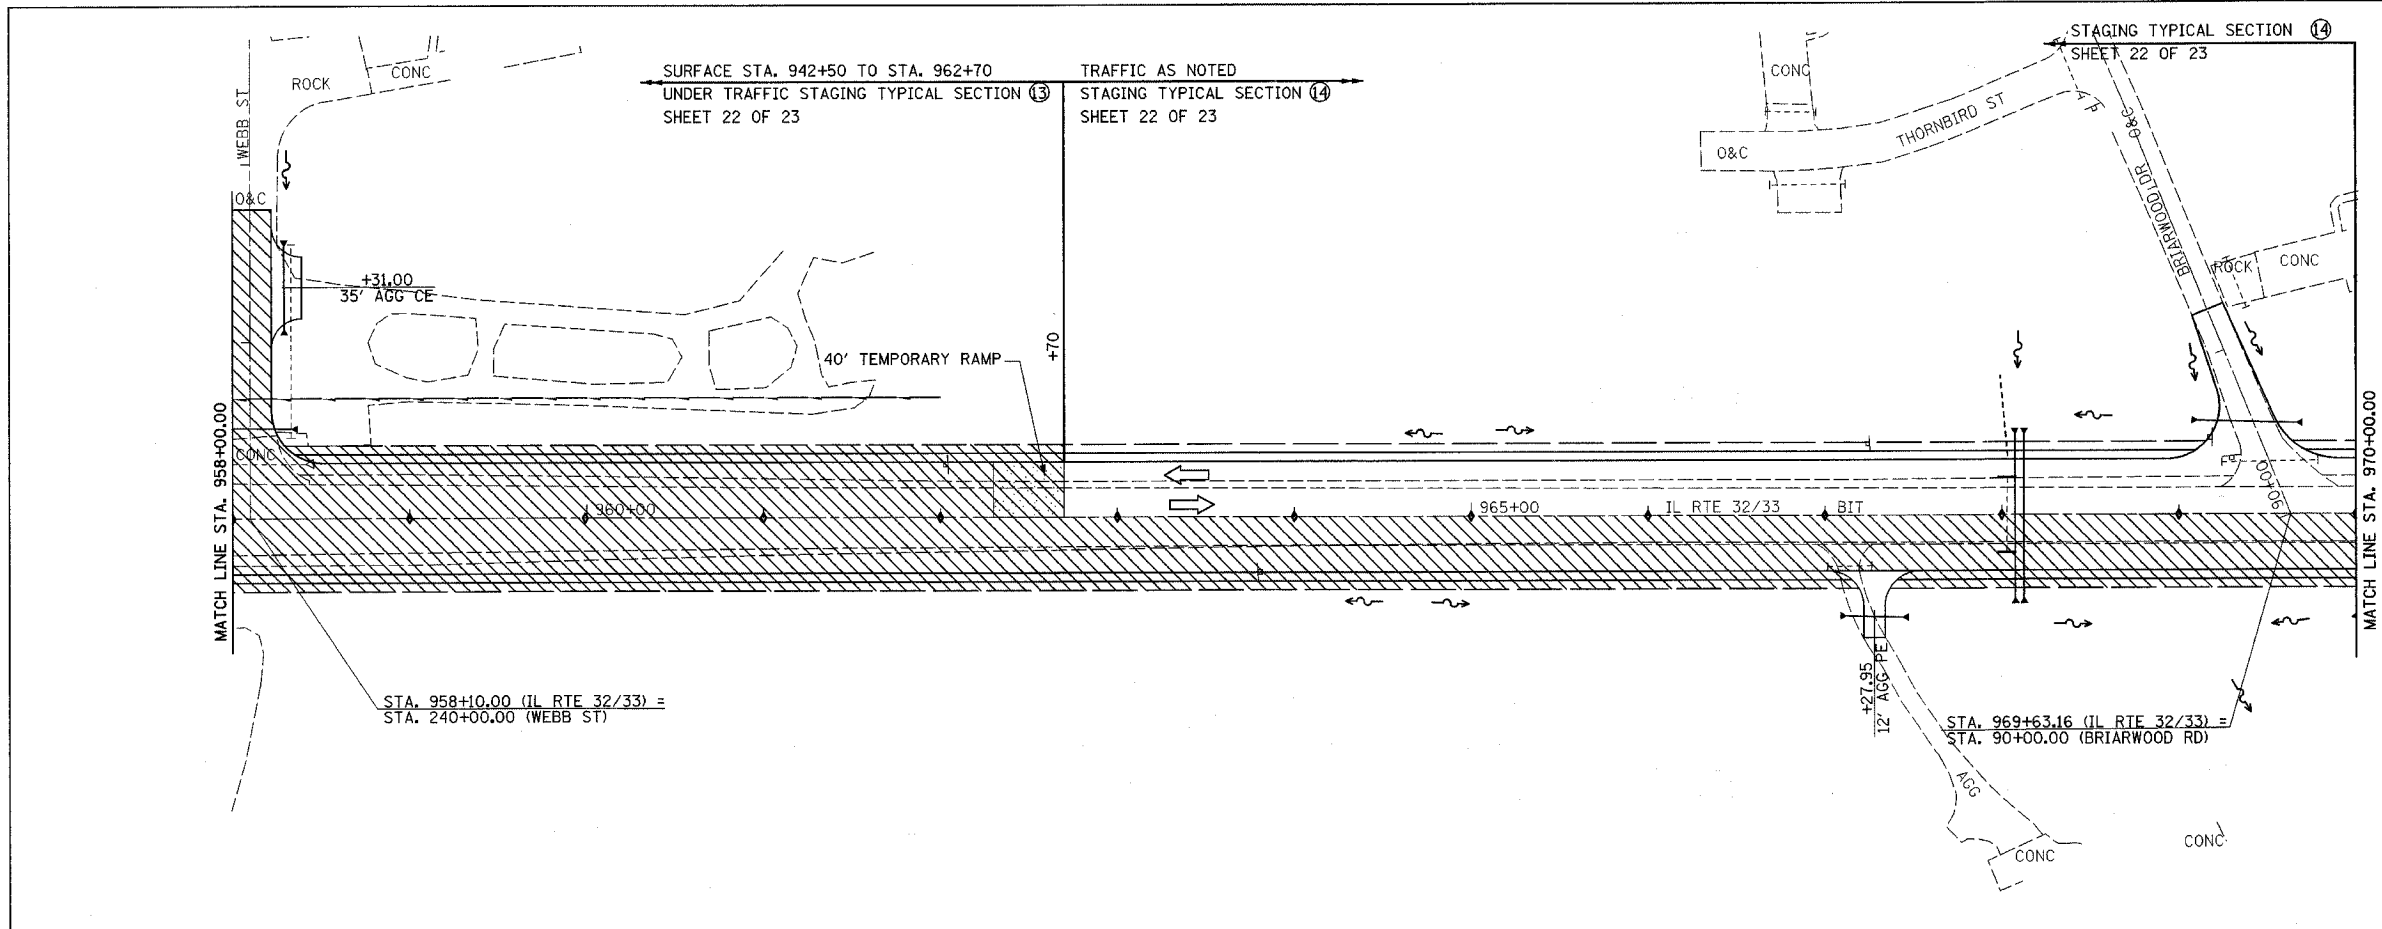 STAGING TYPICAL SECTION 14
SHEET 22 OF 23
SURFACE STA. 942+50 TO STA. 962+70
UNDER TRAFFIC STAGING TYPICAL SECTION 13
SHEET 22 OF 23
TRAFFIC AS NOTED
STAGING TYPICAL SECTION 14
SHEET 22 OF 23
WEBB ST
ROCK
CONC
CONC
THORNBIRD ST
O&C
O&C
BRIARWOOD DR
ROCK
CONC
O&C
+31.00
35' AGG CE
+70
40' TEMPORARY RAMP
MATCH LINE STA. 958+00.00
MATCH LINE STA. 970+00.00
CONC
90+00
960+00
965+00
IL RTE 32/33
BIT
+27.95
12' AGG PE
STA. 958+10.00 (IL RTE 32/33) =
STA. 240+00.00 (WEBB ST)
STA. 969+63.16 (IL RTE 32/33) =
STA. 90+00.00 (BRIARWOOD RD)
AGG
CONC
CONC